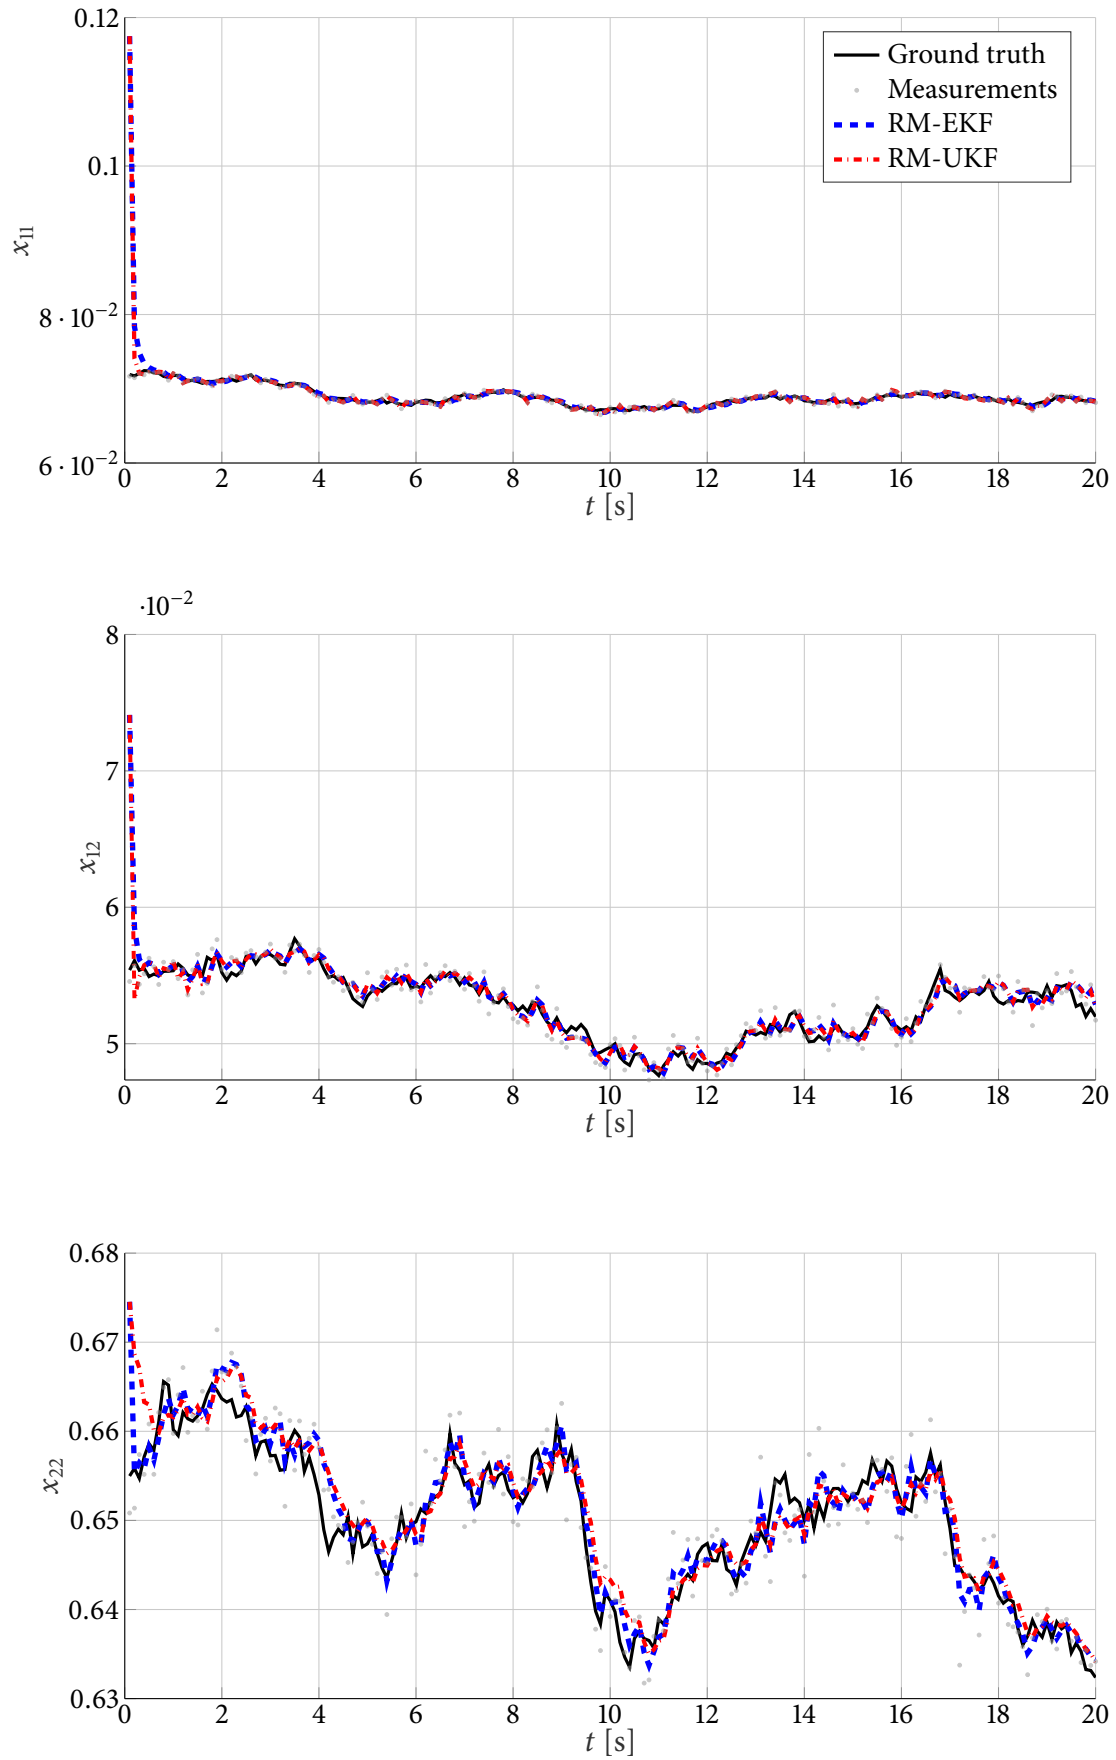 0.12
0.1
8 · 10⁻²
6 · 10⁻²
x₁₁
Ground truth
Measurements
RM-EKF
RM-UKF
0 2 4 6 8 10 12 14 16 18 20
t [s]
·10⁻²
8
7
6
5
x₁₂
0 2 4 6 8 10 12 14 16 18 20
t [s]
0.68
0.67
0.66
0.65
0.64
0.63
x₂₂
0 2 4 6 8 10 12 14 16 18 20
t [s]